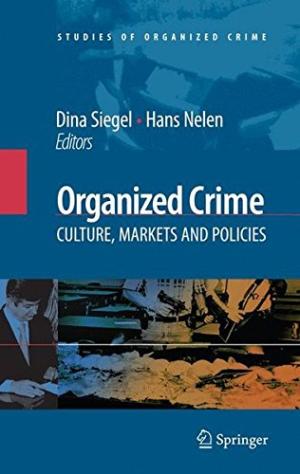 STUDIES OF ORGANIZED CRIME
Dina Siegel • Hans Nelen
Editors
Organized Crime
CULTURE, MARKETS AND POLICIES
Springer